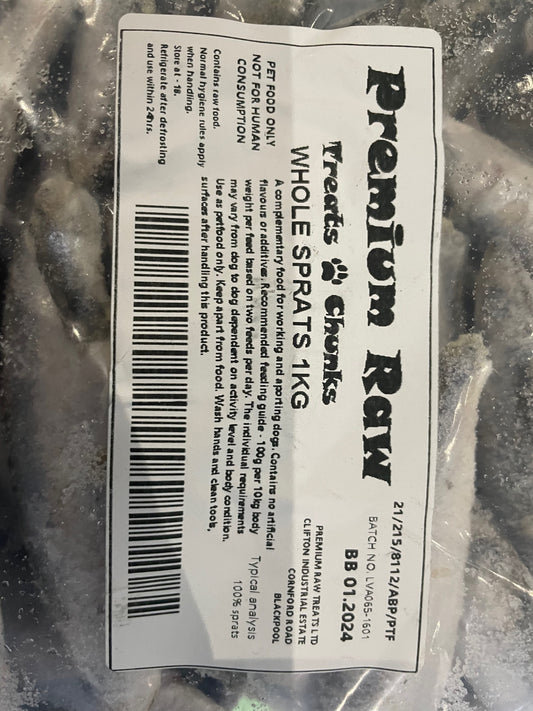 Premium Raw
Treats Chunks
WHOLE SPRATS 1KG
21/215/8112/ABP/PTF
BATCH NO. LVA065-1601
BB 01.2024
PREMIUM RAW TREATS LTD
CLIFTON INDUSTRIAL ESTATE
CORNFORD ROAD
BLACKPOOL
PET FOOD ONLY
NOT FOR HUMAN
CONSUMPTION
Contains raw food.
Normal hygiene rules apply
when handling.
Store at - 18.
Refrigerate after defrosting
and use within 24hrs.
A complementary food for working and sporting dogs. Contains no artificial
flavours or additives. Recommended feeding guide - 100g per 10kg body
weight per feed based on two feeds per day. The individual requirements
may vary from dog to dog dependent on activity level and body condition.
Use as petfood only. Keep apart from food. Wash hands and clean tools,
surfaces after handling this product.
Typical analysis
100% sprats